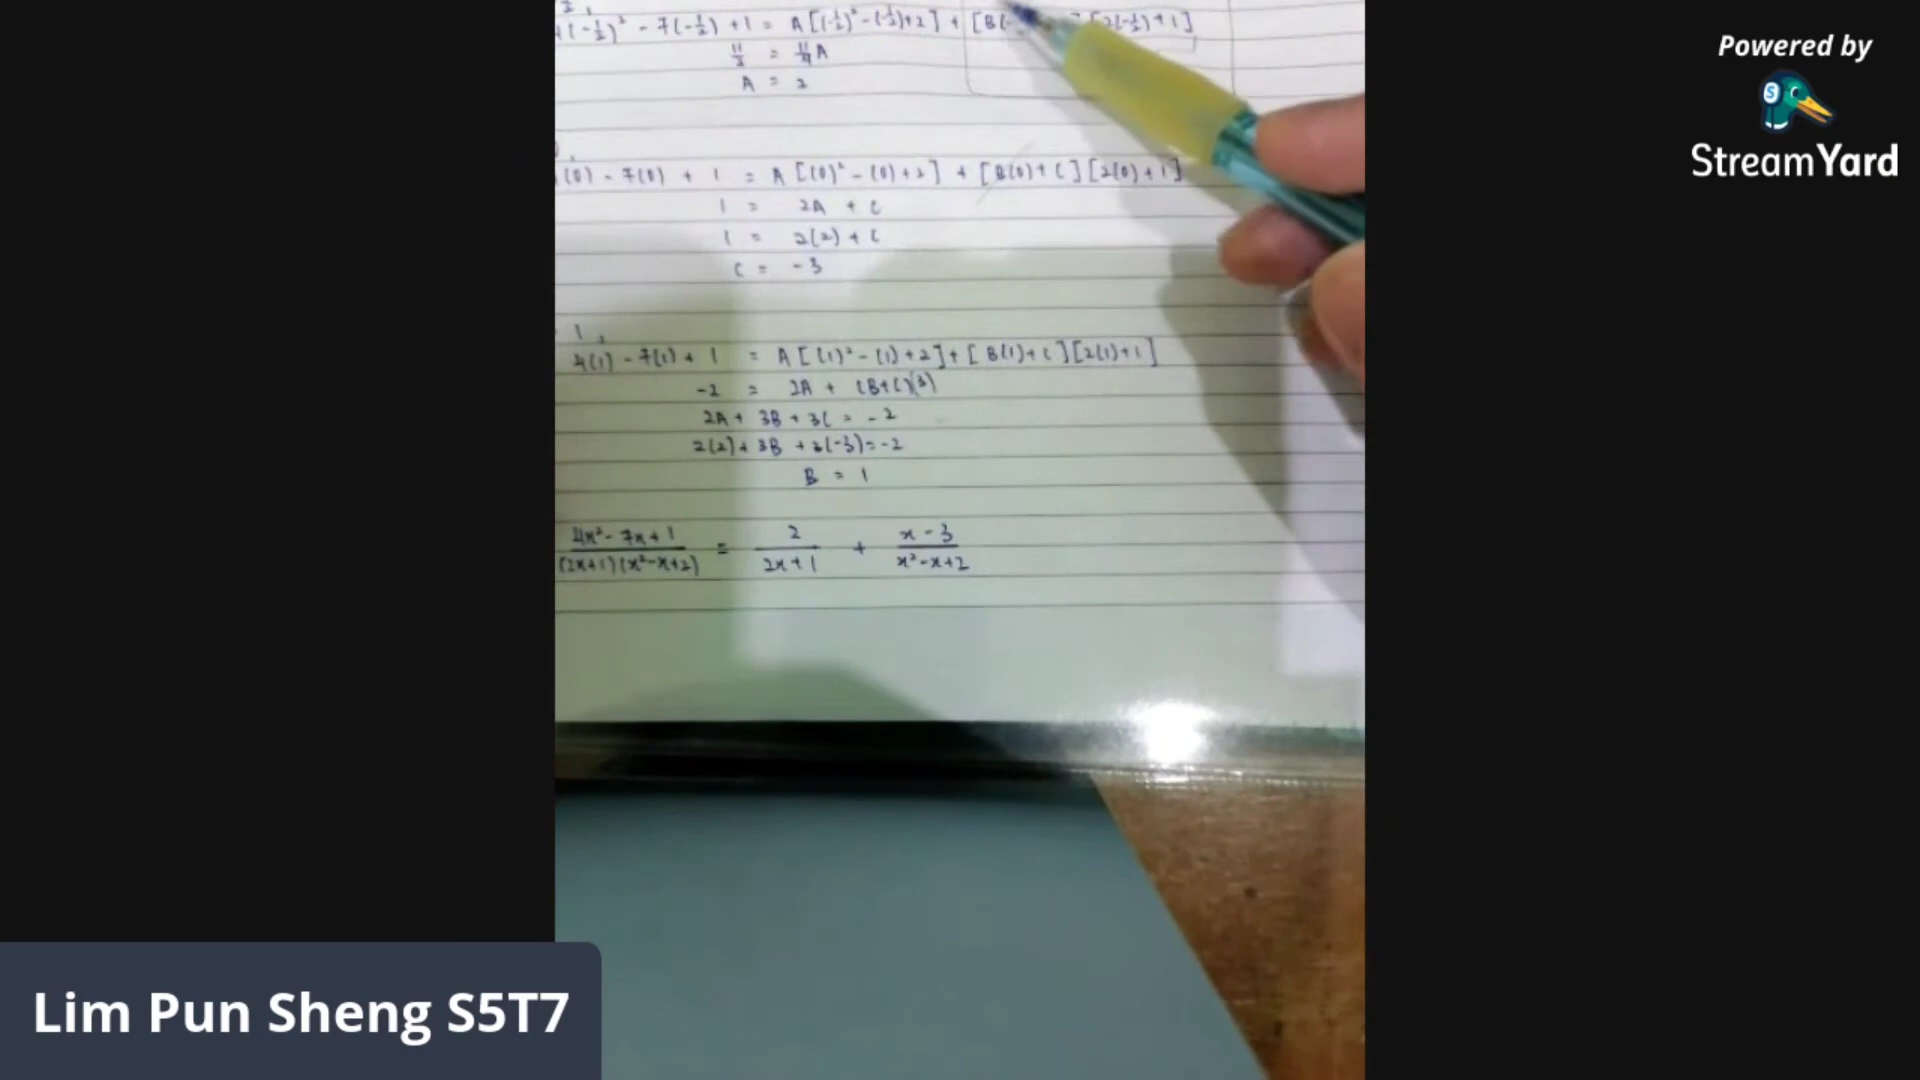 4(-1/2)² - 7(-1/2) + 1 = A[(-1/2)² - (-1/2) + 2] + [B(- ] [2(-1/2) + 1]
11/2 = 11/4 A
A = 2
(0) - 7(0) + 1 = A[(0)² - (0) + 2] + [B(0) + C][2(0) + 1]
1 = 2A + C
1 = 2(2) + C
C = -3
1,
4(1) - 7(1) + 1 = A[(1)² - (1) + 2] + [B(1) + C][2(1) + 1]
-2 = 2A + (B+C)(3)
2A + 3B + 3C = -2
2(2) + 3B + 3(-3) = -2
B = 1
4x² - 7x + 1 / (2x+1)(x²-x+2) = 2 / 2x+1 + x-3 / x²-x+2
Powered by
StreamYard
Lim Pun Sheng S5T7